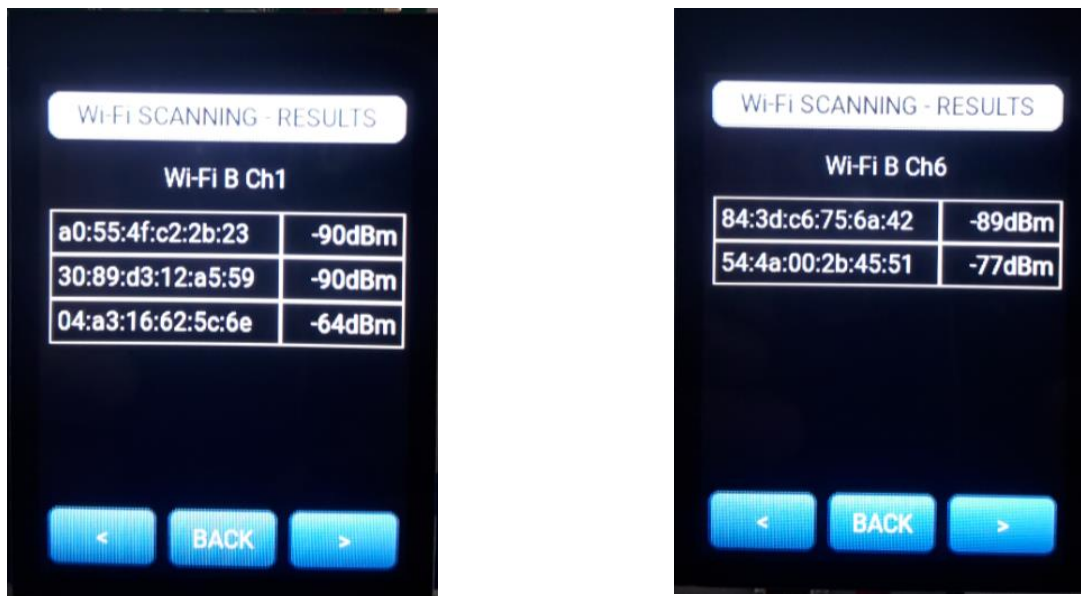 Wi-Fi SCANNING - RESULTS
Wi-Fi B Ch1
a0:55:4f:c2:2b:23 -90dBm
30:89:d3:12:a5:59 -90dBm
04:a3:16:62:5c:6e -64dBm
< BACK >
Wi-Fi SCANNING - RESULTS
Wi-Fi B Ch6
84:3d:c6:75:6a:42 -89dBm
54:4a:00:2b:45:51 -77dBm
< BACK >